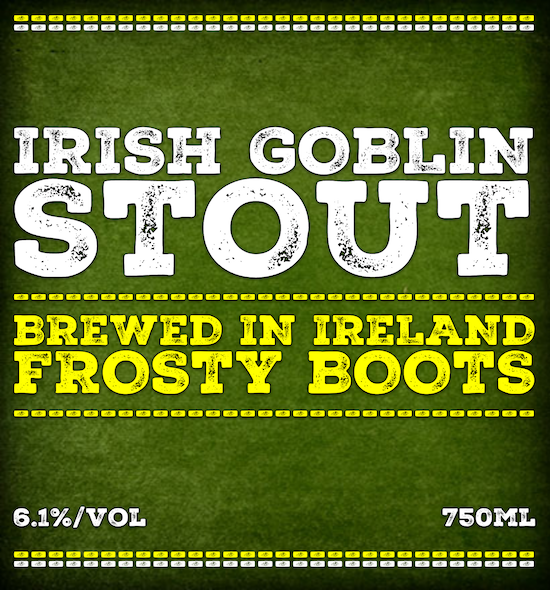 IRISH GOBLIN
STOUT
BREWED IN IRELAND
FROSTY BOOTS
6.1%/VOL 750ML